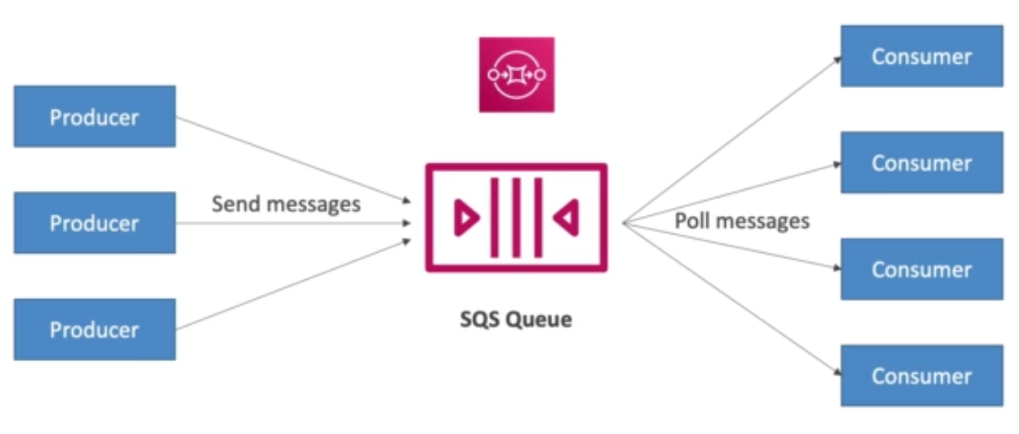 Producer
Producer
Producer
Send messages
SQS Queue
Poll messages
Consumer
Consumer
Consumer
Consumer